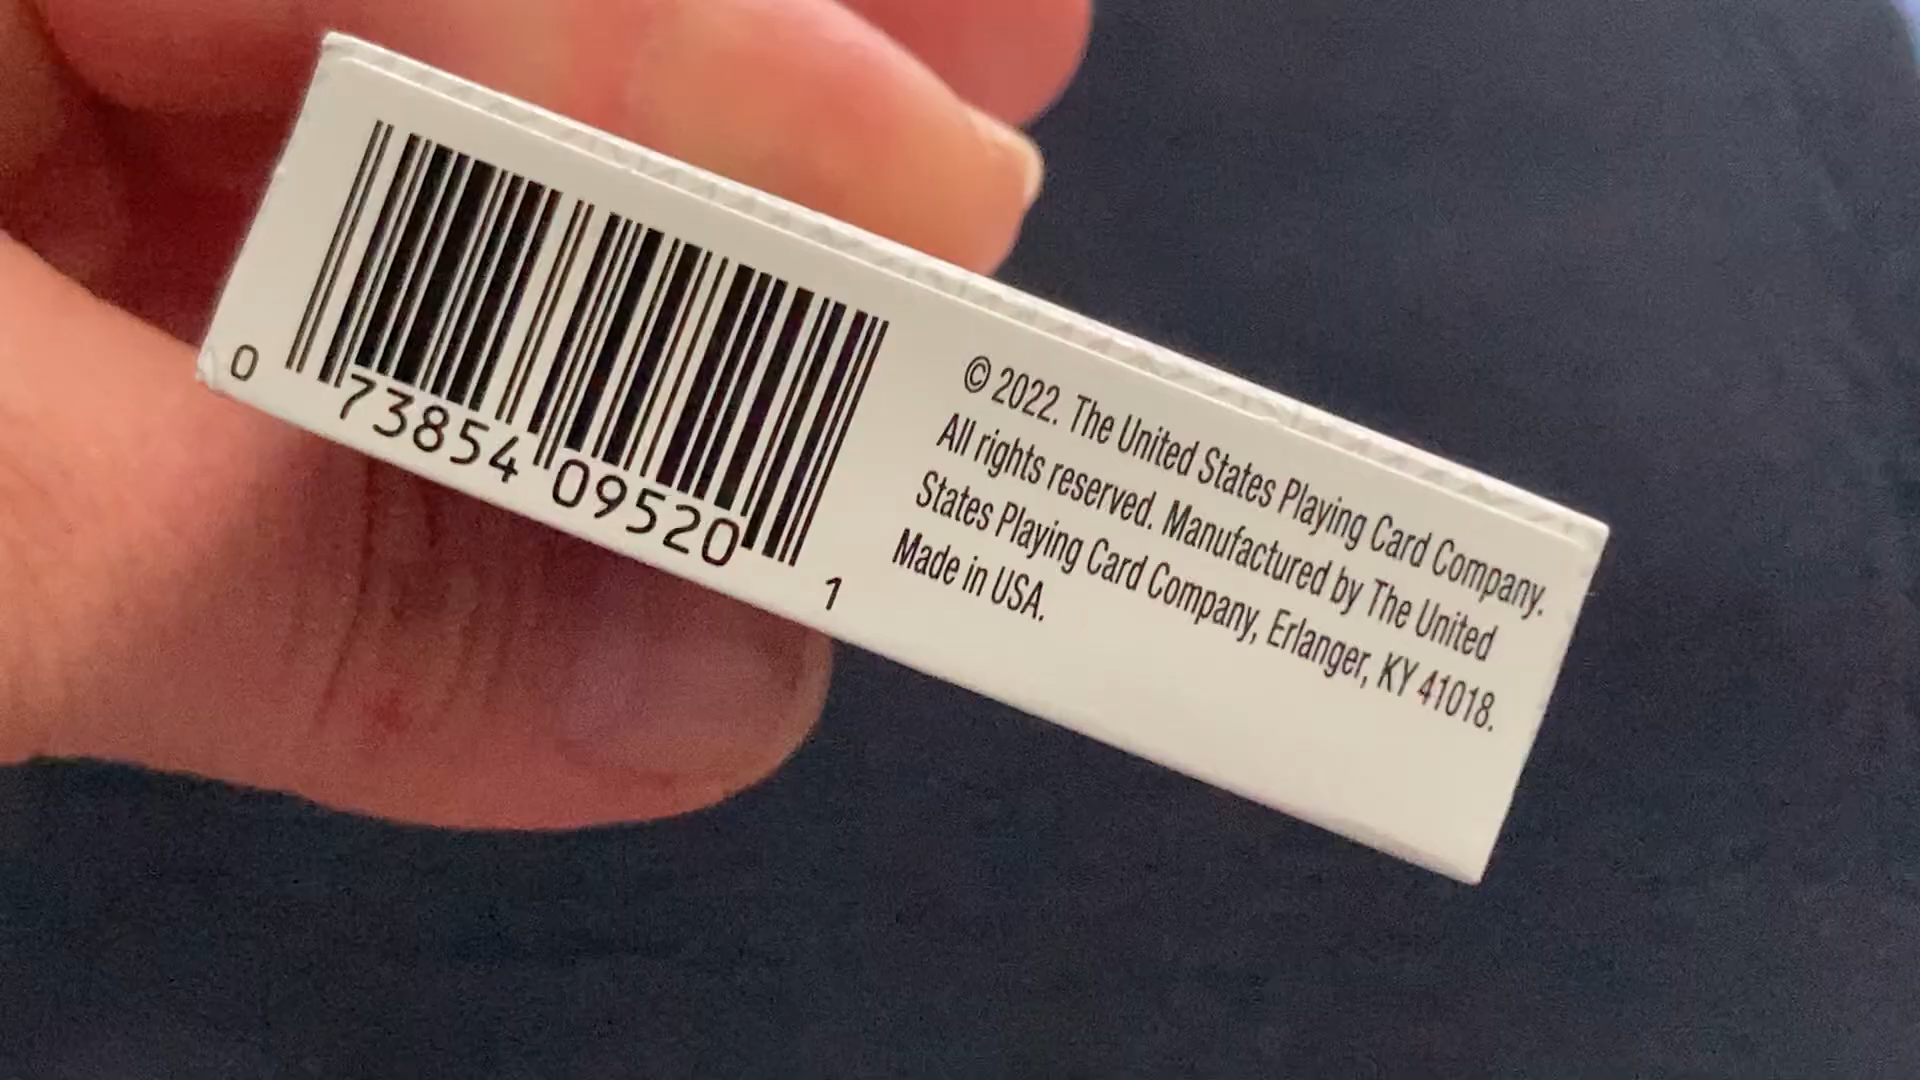 0 73854 09520 1
© 2022. The United States Playing Card Company.
All rights reserved. Manufactured by The United
States Playing Card Company, Erlanger, KY 41018.
Made in USA.